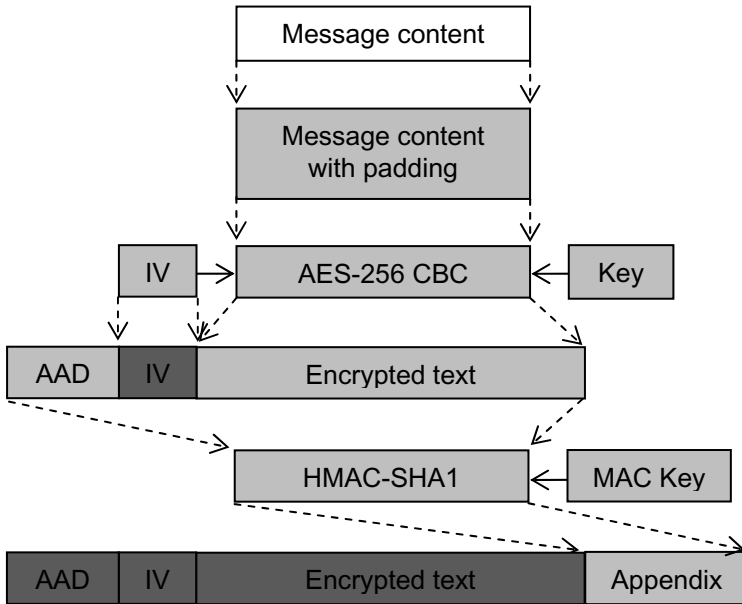 Message content
Message content
with padding
IV
AES-256 CBC
Key
AAD
IV
Encrypted text
HMAC-SHA1
MAC Key
AAD
IV
Encrypted text
Appendix